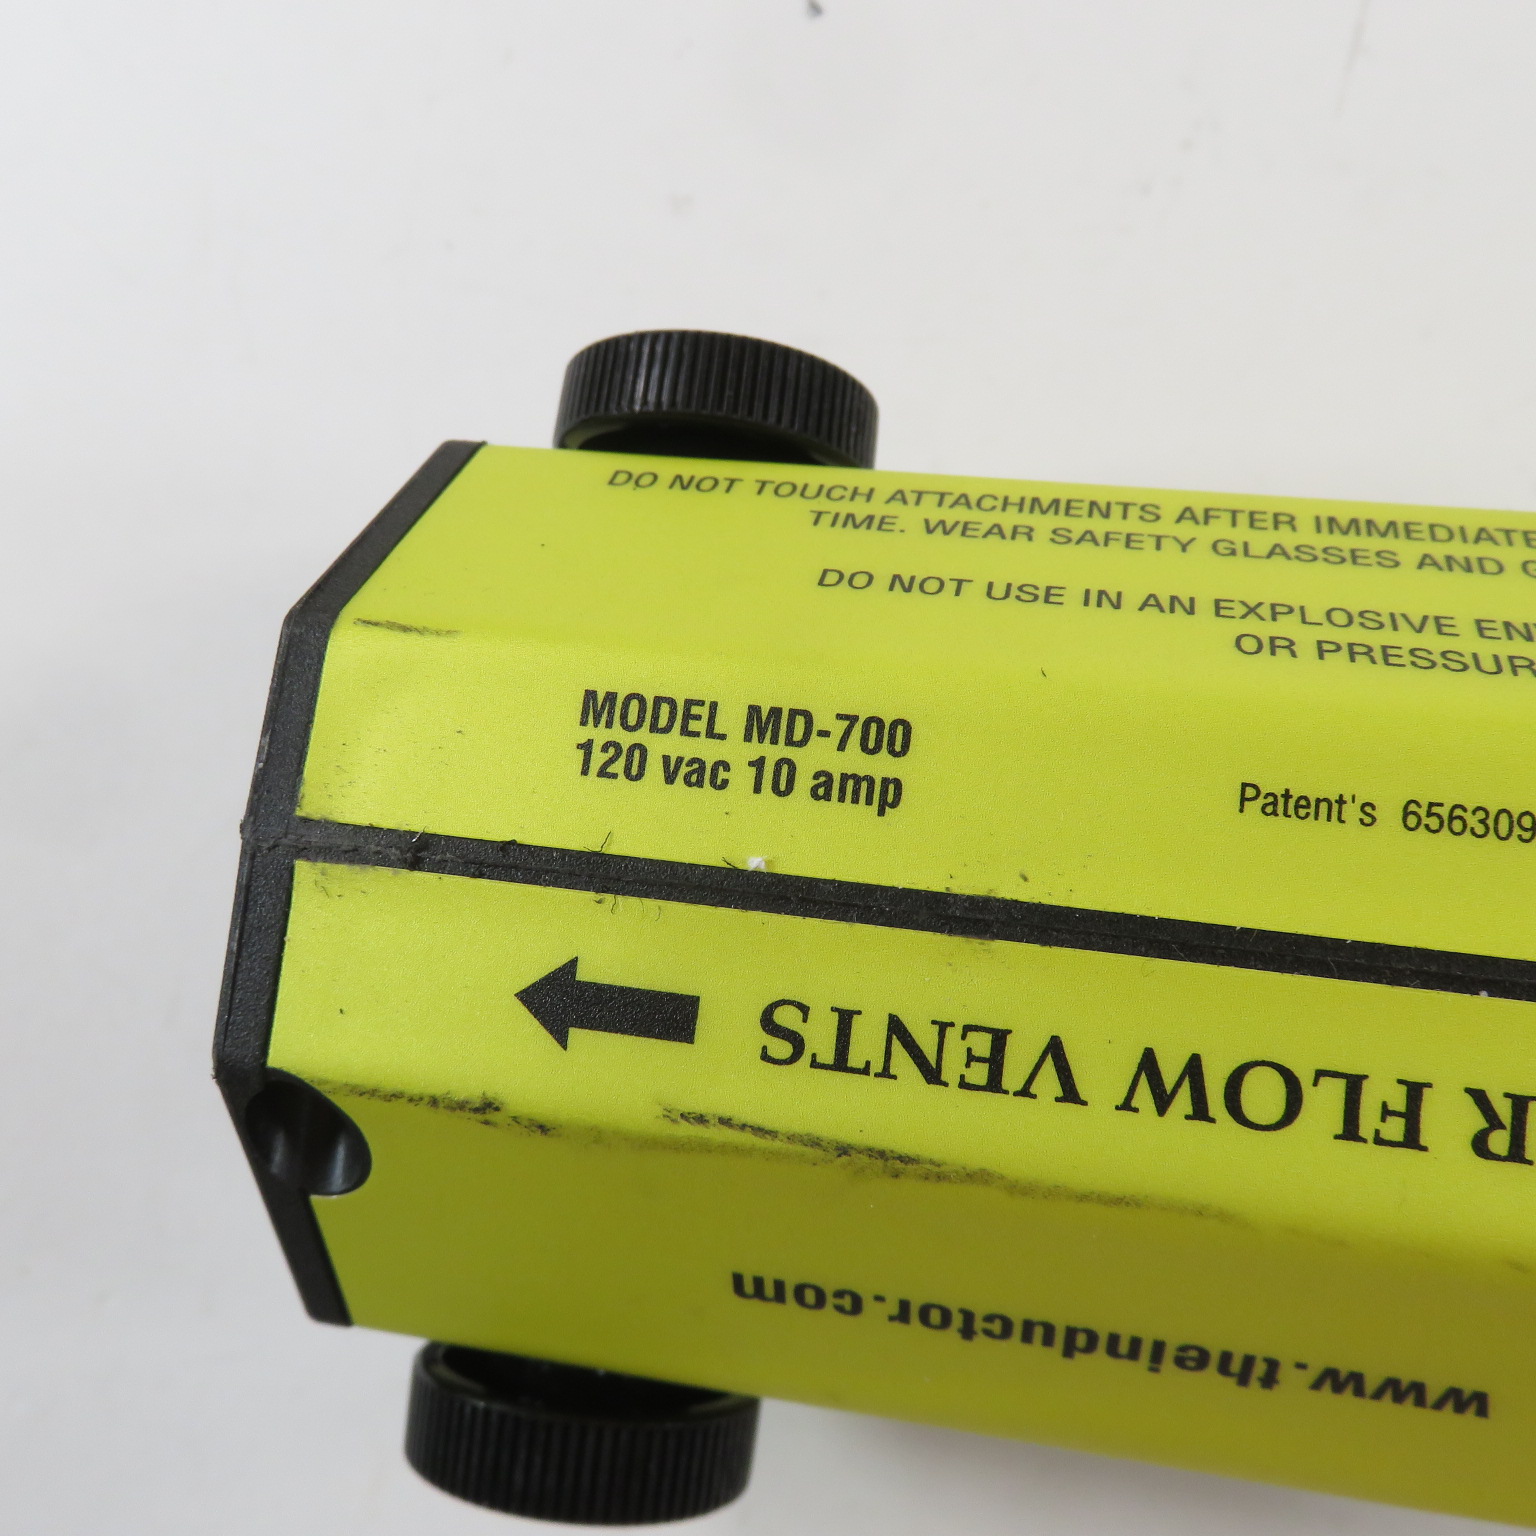 DO NOT TOUCH ATTACHMENTS AFTER IMMEDIATE
TIME. WEAR SAFETY GLASSES AND G
DO NOT USE IN AN EXPLOSIVE EN
OR PRESSUR
MODEL MD-700
120 vac 10 amp
Patent's 656309
R FLOW VENTS
www.theinductor.com